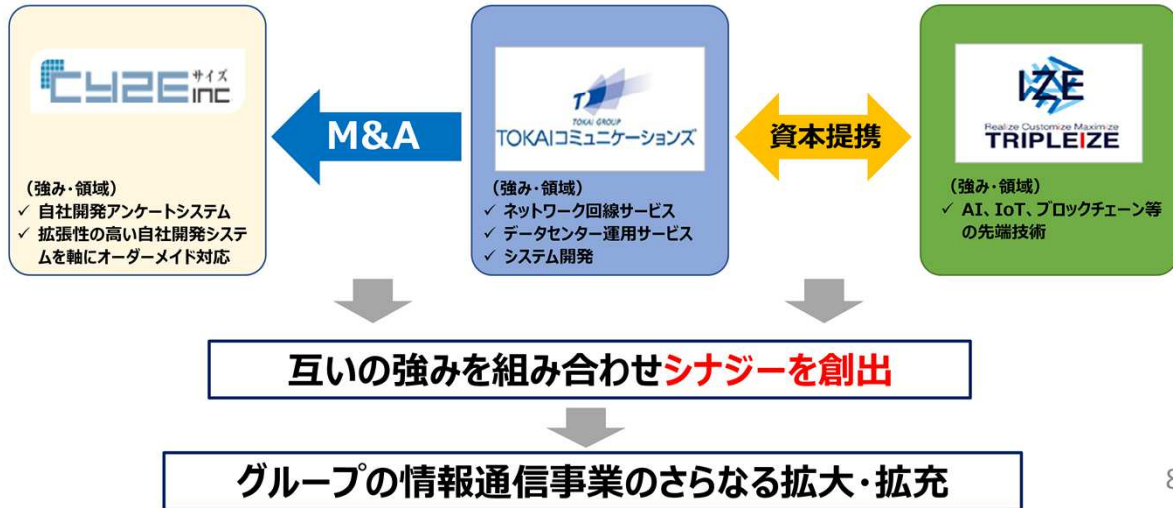 CYZE サイズ
INC
（強み・領域）
✓ 自社開発アンケートシステム
✓ 拡張性の高い自社開発システ
ムを軸にオーダーメイド対応
M&A
T
TOKAI GROUP
TOKAIコミュニケーションズ
（強み・領域）
✓ ネットワーク回線サービス
✓ データセンター運用サービス
✓ システム開発
資本提携
IZE
Realize Customize Maximize
TRIPLEIZE
（強み・領域）
✓ AI、IoT、ブロックチェーン等
の先端技術
互いの強みを組み合わせシナジーを創出
グループの情報通信事業のさらなる拡大・拡充